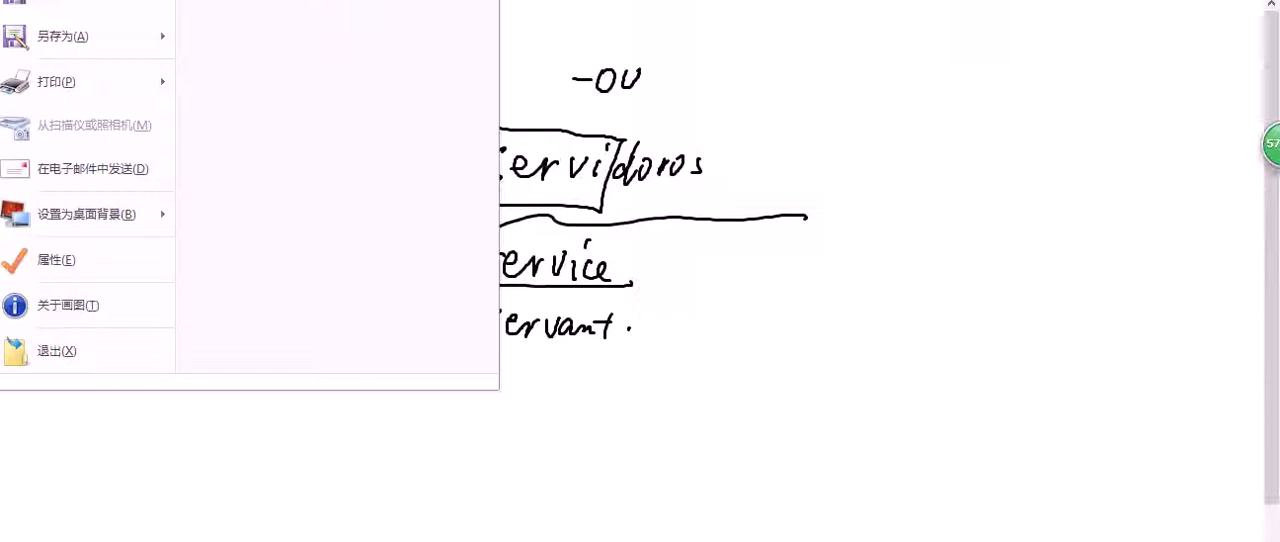 另存为(A)
打印(P)
从扫描仪或照相机(M)
在电子邮件中发送(D)
设置为桌面背景(B)
属性(E)
关于画图(T)
退出(X)
-ou
ervidoros
ervice
ervant.
57